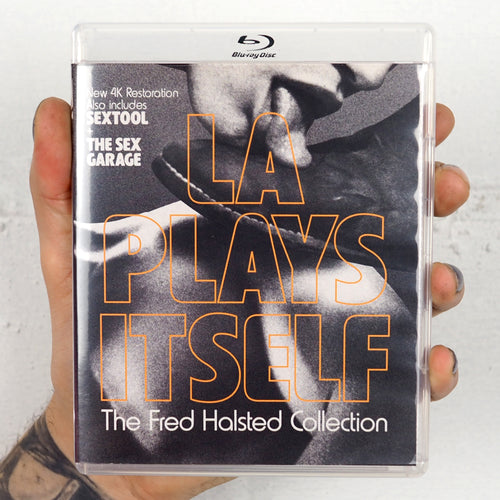 Blu-ray Disc
New 4K Restoration
Also includes
SEXTOOL
+
THE SEX
GARAGE
LA
PLAYS
ITSELF
The Fred Halsted Collection